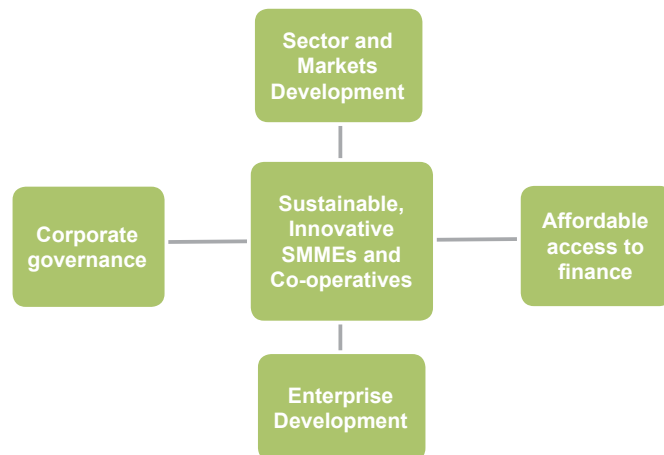 Sector and
Markets
Development
Corporate
governance
Sustainable,
Innovative
SMMEs and
Co-operatives
Affordable
access to
finance
Enterprise
Development